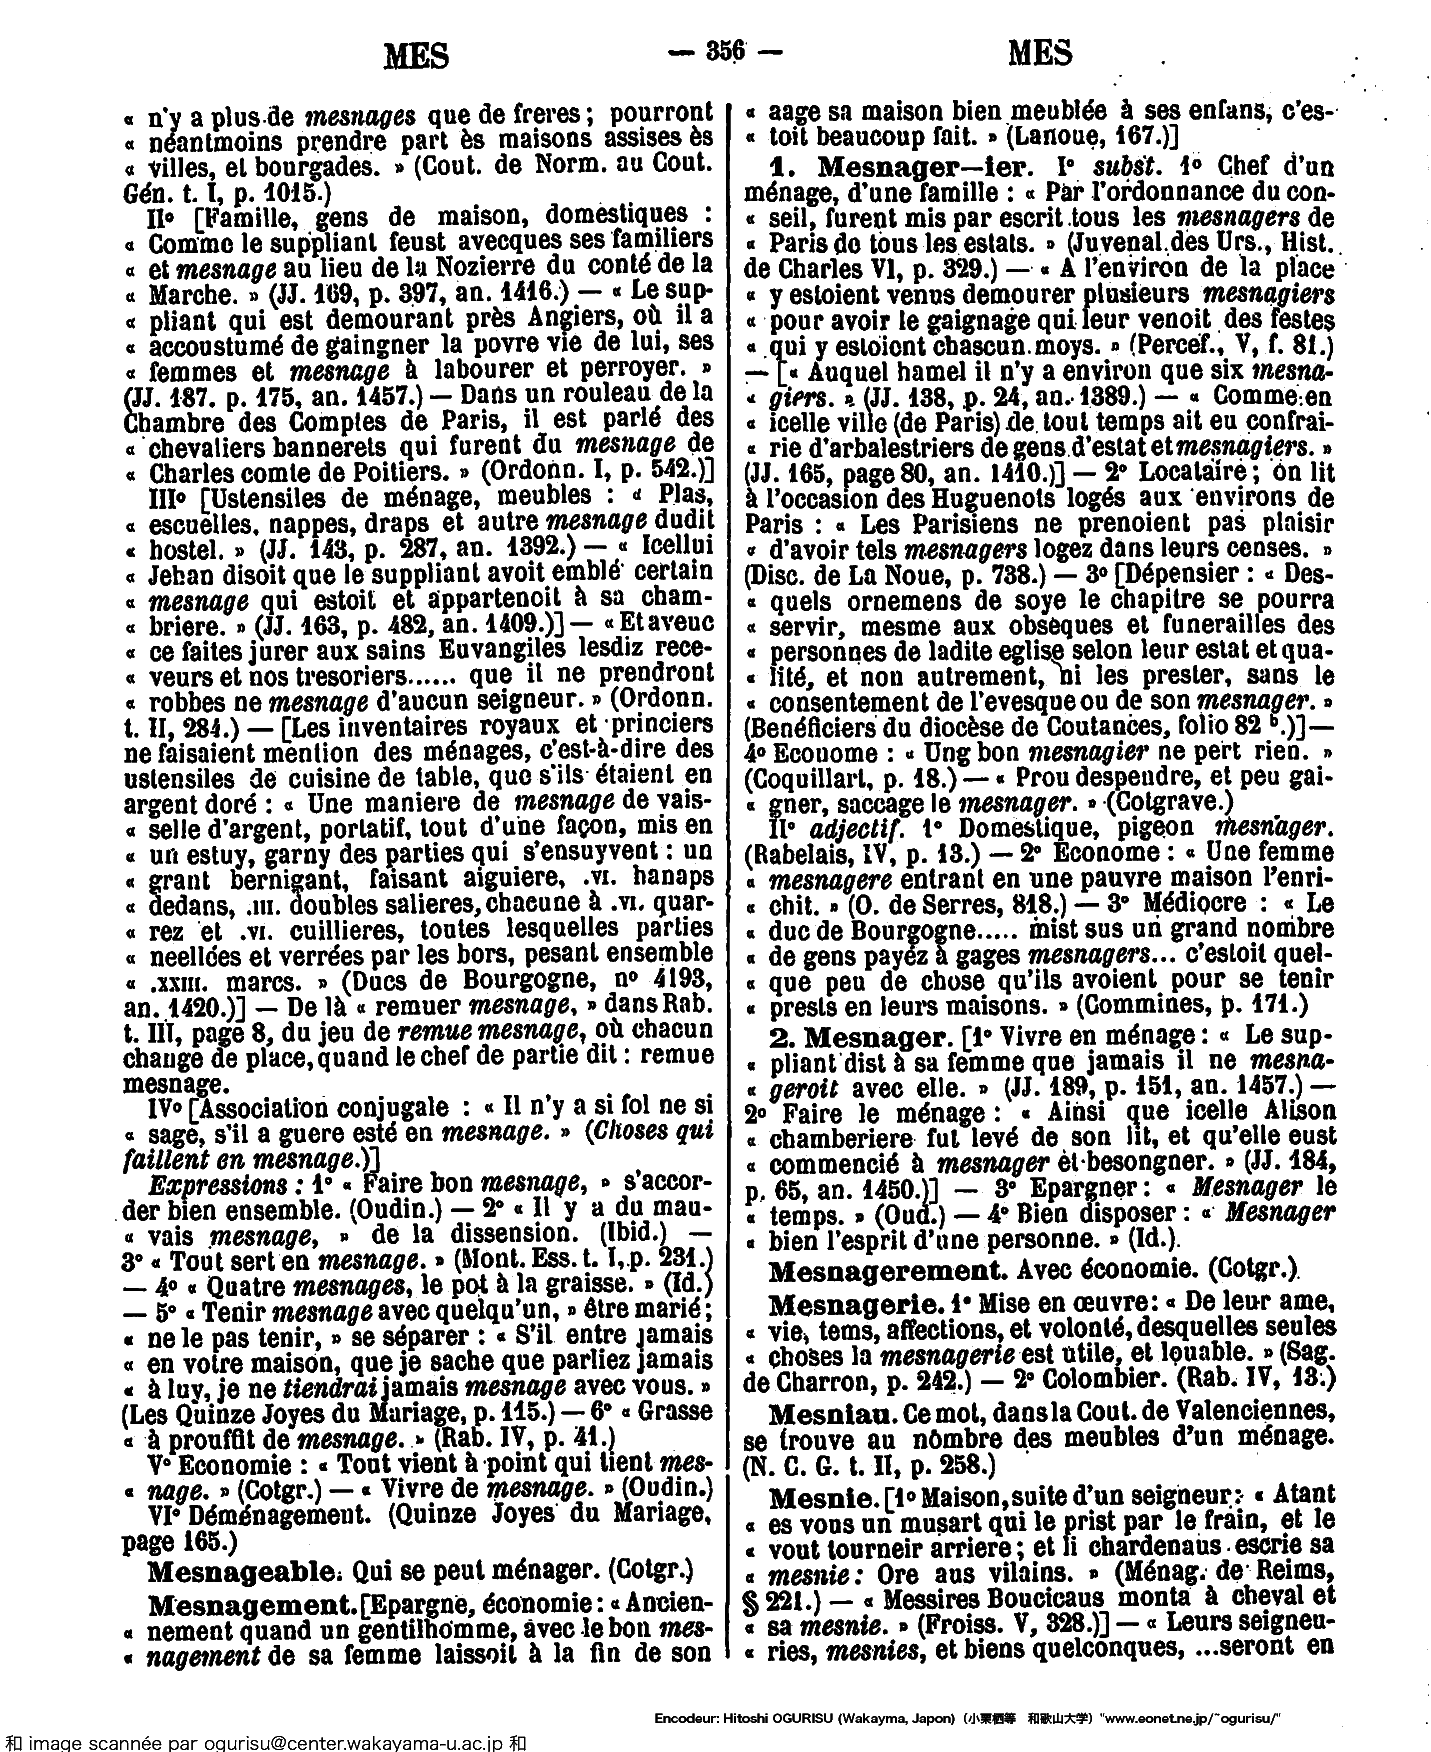 MES — 356 — MES
« n'y a plus de mesnages que de freres ; pourront
« néantmoins prendre part ès maisons assises ès
« villes, et bourgades. » (Cout. de Norm. au Cout.
Gén. t. I, p. 1015.)
II° [Famille, gens de maison, domestiques :
« Comme le suppliant feust avecques ses familiers
« et mesnage au lieu de la Nozierre du conté de la
« Marche. » (JJ. 169, p. 397, an. 1416.) — « Le sup-
« pliant qui est demourant près Angiers, où il a
« accoustumé de gaingner la povre vie de lui, ses
« femmes et mesnage à labourer et perroyer. »
(JJ. 187. p. 175, an. 1457.) — Dans un rouleau de la
Chambre des Comptes de Paris, il est parlé des
« chevaliers bannerets qui furent du mesnage de
« Charles comte de Poitiers. » (Ordonn. I, p. 542.)]
III° [Ustensiles de ménage, meubles : « Plas,
« escuelles, nappes, draps et autre mesnage dudit
« hostel. » (JJ. 143, p. 287, an. 1392.) — « Icellui
« Jehan disoit que le suppliant avoit emblé certain
« mesnage qui estoit et appartenoit à sa cham-
« briere. » (JJ. 163, p. 482, an. 1409.)] — « Et aveuc
« ce faites jurer aux sains Euvangiles lesdiz rece-
« veurs et nos tresoriers...... que il ne prendront
« robbes ne mesnage d'aucun seigneur. » (Ordonn.
t. II, 284.) — [Les inventaires royaux et princiers
ne faisaient mention des ménages, c'est-à-dire des
ustensiles de cuisine de table, que s'ils étaient en
argent doré : « Une maniere de mesnage de vais-
« selle d'argent, portatif, tout d'une façon, mis en
« un estuy, garny des parties qui s'ensuyvent : un
« grant bernigant, faisant aiguiere, .VI. hanaps
« dedans, .III. doubles salieres, chacune à .VI. quar-
« rez et .VI. cuillieres, toutes lesquelles parties
« neellées et verrées par les bors, pesant ensemble
« .XXIII. marcs. » (Ducs de Bourgogne, n° 4193,
an. 1420.)] — De là « remuer mesnage, » dans Rab.
t. III, page 8, du jeu de remue mesnage, où chacun
change de place, quand le chef de partie dit : remue
mesnage.
IV° [Association conjugale : « Il n'y a si fol ne si
« sage, s'il a guere esté en mesnage. » (Choses qui
faillent en mesnage.)]
Expressions : 1° « Faire bon mesnage, » s'accor-
der bien ensemble. (Oudin.) — 2° « Il y a du mau-
« vais mesnage, » de la dissension. (Ibid.) —
3° « Tout sert en mesnage. » (Mont. Ess. t. I, p. 231.)
— 4° « Quatre mesnages, le pot à la graisse. » (Id.)
— 5° « Tenir mesnage avec quelqu'un, » être marié ;
« ne le pas tenir, » se séparer : « S'il entre jamais
« en votre maison, que je sache que parliez jamais
« à luy, je ne tiendrai jamais mesnage avec vous. »
(Les Quinze Joyes du Mariage, p. 115.) — 6° « Grasse
« à prouffit de mesnage. » (Rab. IV, p. 41.)
V° Economie : « Tout vient à point qui tient mes-
« nage. » (Cotgr.) — « Vivre de mesnage. » (Oudin.)
VI° Déménagement. (Quinze Joyes du Mariage,
page 165.)
Mesnageable. Qui se peut ménager. (Cotgr.)
Mesnagement. [Epargne, économie : « Ancien-
« nement quand un gentilhomme, avec le bon mes-
« nagement de sa femme laissoit à la fin de son
« aage sa maison bien meublée à ses enfans, c'es-
« toit beaucoup fait. » (Lanoue, 167.)]
1. Mesnager—ier. I° subst. 1° Chef d'un
ménage, d'une famille : « Par l'ordonnance du con-
« seil, furent mis par escrit tous les mesnagers de
« Paris de tous les estats. » (Juvenal des Urs., Hist.
de Charles VI, p. 329.) — « A l'environ de la place
« y estoient venus demourer plusieurs mesnagiers
« pour avoir le gaignage qui leur venoit des festes
« qui y estoiont chascun moys. » (Percef., V, f. 81.)
— [« Auquel hamel il n'y a environ que six mesna-
« giers. » (JJ. 138, p. 24, an. 1389.) — « Comme en
« icelle ville (de Paris) de tout temps ait eu confrai-
« rie d'arbalestriers de gens d'estat et mesnagiers. »
(JJ. 165, page 80, an. 1410.)] — 2° Locataire ; on lit
à l'occasion des Huguenots logés aux environs de
Paris : « Les Parisiens ne prenoient pas plaisir
« d'avoir tels mesnagers logez dans leurs censes. »
(Disc. de La Noue, p. 738.) — 3° [Dépensier : « Des-
« quels ornemens de soye le chapitre se pourra
« servir, mesme aux obsèques et funerailles des
« personnes de ladite eglise selon leur estat et qua-
« lité, et non autrement, ni les prester, sans le
« consentement de l'evesque ou de son mesnager. »
(Benéficiers du diocèse de Coutances, folio 82 b.)] —
4° Econome : « Ung bon mesnagier ne pert rien. »
(Coquillart, p. 18.) — « Prou despendre, et peu gai-
« gner, saccage le mesnager. » (Cotgrave.)
II° adjectif. 1° Domestique, pigeon mesnager.
(Rabelais, IV, p. 13.) — 2° Econome : « Une femme
« mesnagere entrant en une pauvre maison l'enri-
« chit. » (O. de Serres, 818.) — 3° Médiocre : « Le
« duc de Bourgogne..... mist sus un grand nombre
« de gens payez à gages mesnagers... c'estoit quel-
« que peu de chose qu'ils avoient pour se tenir
« prests en leurs maisons. » (Commines, p. 171.)
2. Mesnager. [1° Vivre en ménage : « Le sup-
« pliant dist à sa femme que jamais il ne mesna-
« geroit avec elle. » (JJ. 189, p. 151, an. 1457.) —
2° Faire le ménage : « Ainsi que icelle Alison
« chamberiere fut levé de son lit, et qu'elle eust
« commencié à mesnager et besongner. » (JJ. 184,
p. 65, an. 1450.)] — 3° Epargner : « Mesnager le
« temps. » (Oud.) — 4° Bien disposer : « Mesnager
« bien l'esprit d'une personne. » (Id.).
Mesnagerement. Avec économie. (Cotgr.)
Mesnagerie. 1° Mise en œuvre : « De leur ame,
« vie, tems, affections, et volonté, desquelles seules
« choses la mesnagerie est utile, et louable. » (Sag.
de Charron, p. 242.) — 2° Colombier. (Rab. IV, 13.)
Mesniau. Ce mot, dans la Cout. de Valenciennes,
se trouve au nombre des meubles d'un ménage.
(N. C. G. t. II, p. 258.)
Mesnie. [1° Maison, suite d'un seigneur : « Atant
« es vous un musart qui le prist par le frain, et le
« vout tourneir arriere ; et li chardenaus escrie sa
« mesnie : Ore aus vilains. » (Ménag. de Reims,
§ 221.) — « Messires Boucicaus monta à cheval et
« sa mesnie. » (Froiss. V, 328.)] — « Leurs seigneu-
« ries, mesnies, et biens quelconques, ...seront en
Encodeur: Hitoshi OGURISU (Wakayma, Japon) (小栗栖等 和歌山大学) "www.eonet.ne.jp/~ogurisu/"
和 image scannée par ogurisu@center.wakayama-u.ac.jp 和